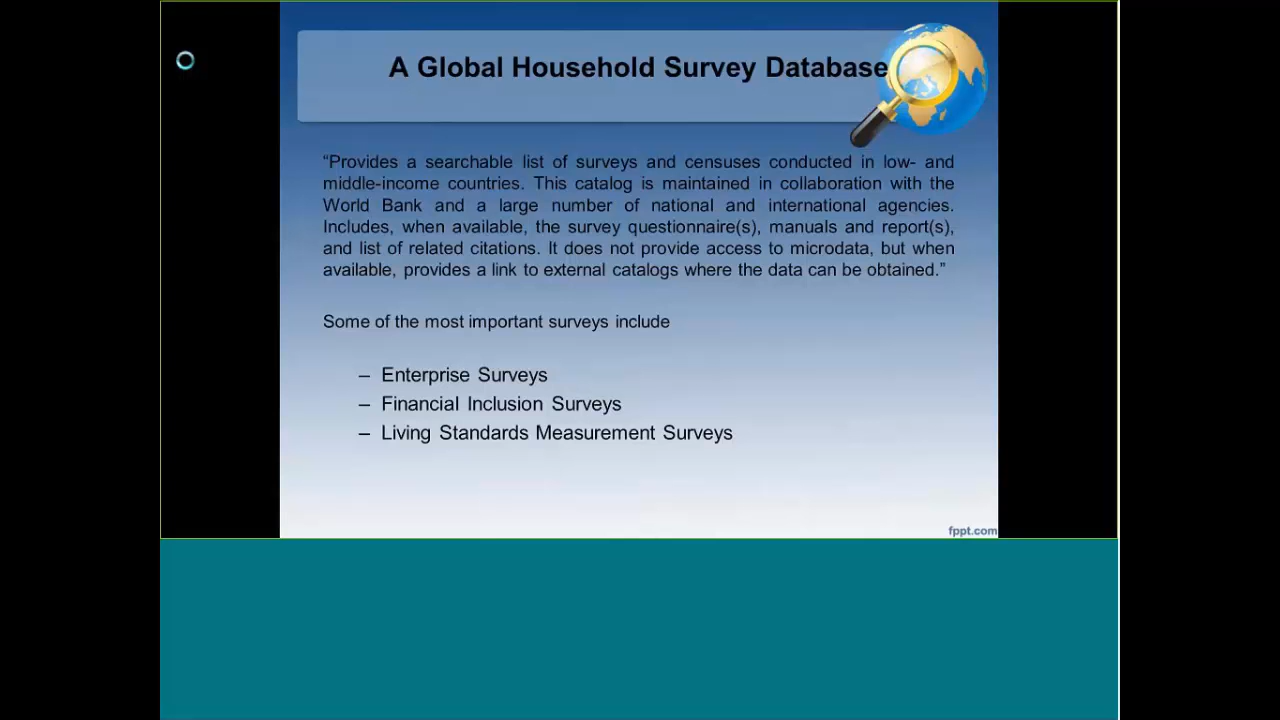 A Global Household Survey Database
“Provides a searchable list of surveys and censuses conducted in low- and
middle-income countries. This catalog is maintained in collaboration with the
World Bank and a large number of national and international agencies.
Includes, when available, the survey questionnaire(s), manuals and report(s),
and list of related citations. It does not provide access to microdata, but when
available, provides a link to external catalogs where the data can be obtained.”
Some of the most important surveys include
– Enterprise Surveys
– Financial Inclusion Surveys
– Living Standards Measurement Surveys
fppt.com